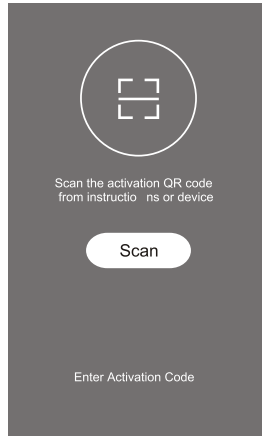 Scan the activation QR code
from instructio ns or device
Scan
Enter Activation Code